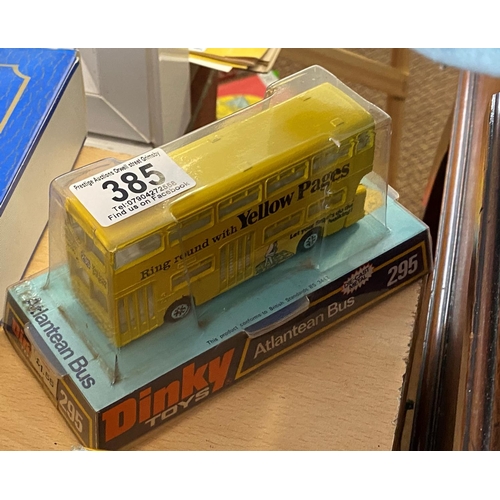 Prestige Auctions Orwell street Grimsby
385
Tel:07904272656
Find us on Facebook
Ring round with Yellow Pages
295
Atlantean Bus
Atlantean Bus
295
Dinky
TOYS